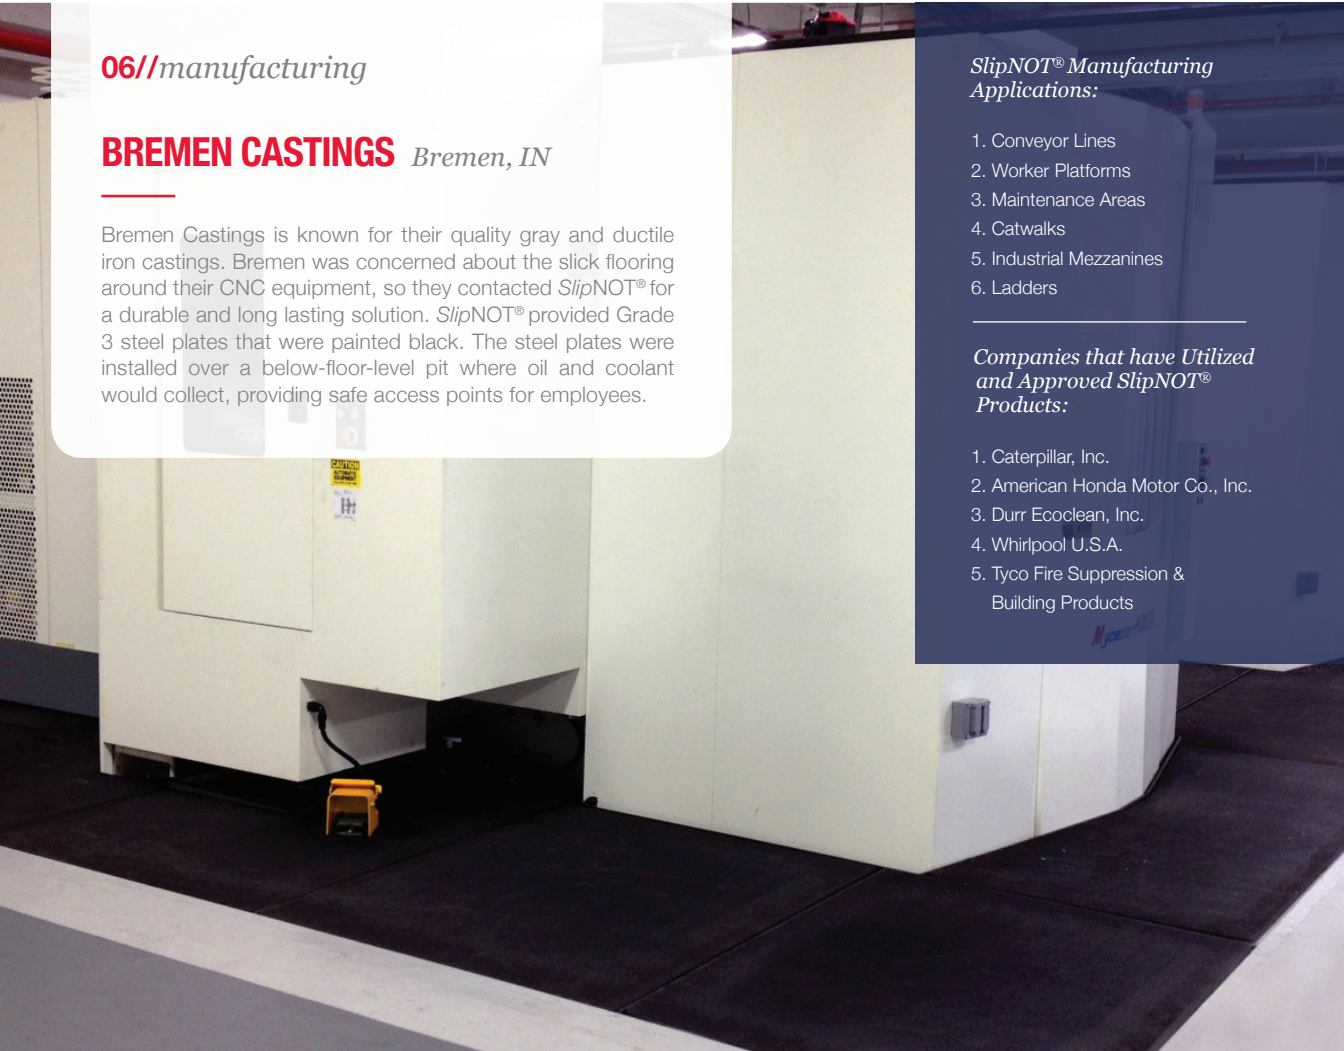 06//manufacturing
BREMEN CASTINGS Bremen, IN
Bremen Castings is known for their quality gray and ductile
iron castings. Bremen was concerned about the slick flooring
around their CNC equipment, so they contacted SlipNOT® for
a durable and long lasting solution. SlipNOT® provided Grade
3 steel plates that were painted black. The steel plates were
installed over a below-floor-level pit where oil and coolant
would collect, providing safe access points for employees.
CAUTION
AUTOMATIC
EQUIPMENT
SlipNOT® Manufacturing
Applications:
1. Conveyor Lines
2. Worker Platforms
3. Maintenance Areas
4. Catwalks
5. Industrial Mezzanines
6. Ladders
Companies that have Utilized
and Approved SlipNOT®
Products:
1. Caterpillar, Inc.
2. American Honda Motor Co., Inc.
3. Durr Ecoclean, Inc.
4. Whirlpool U.S.A.
5. Tyco Fire Suppression &
Building Products